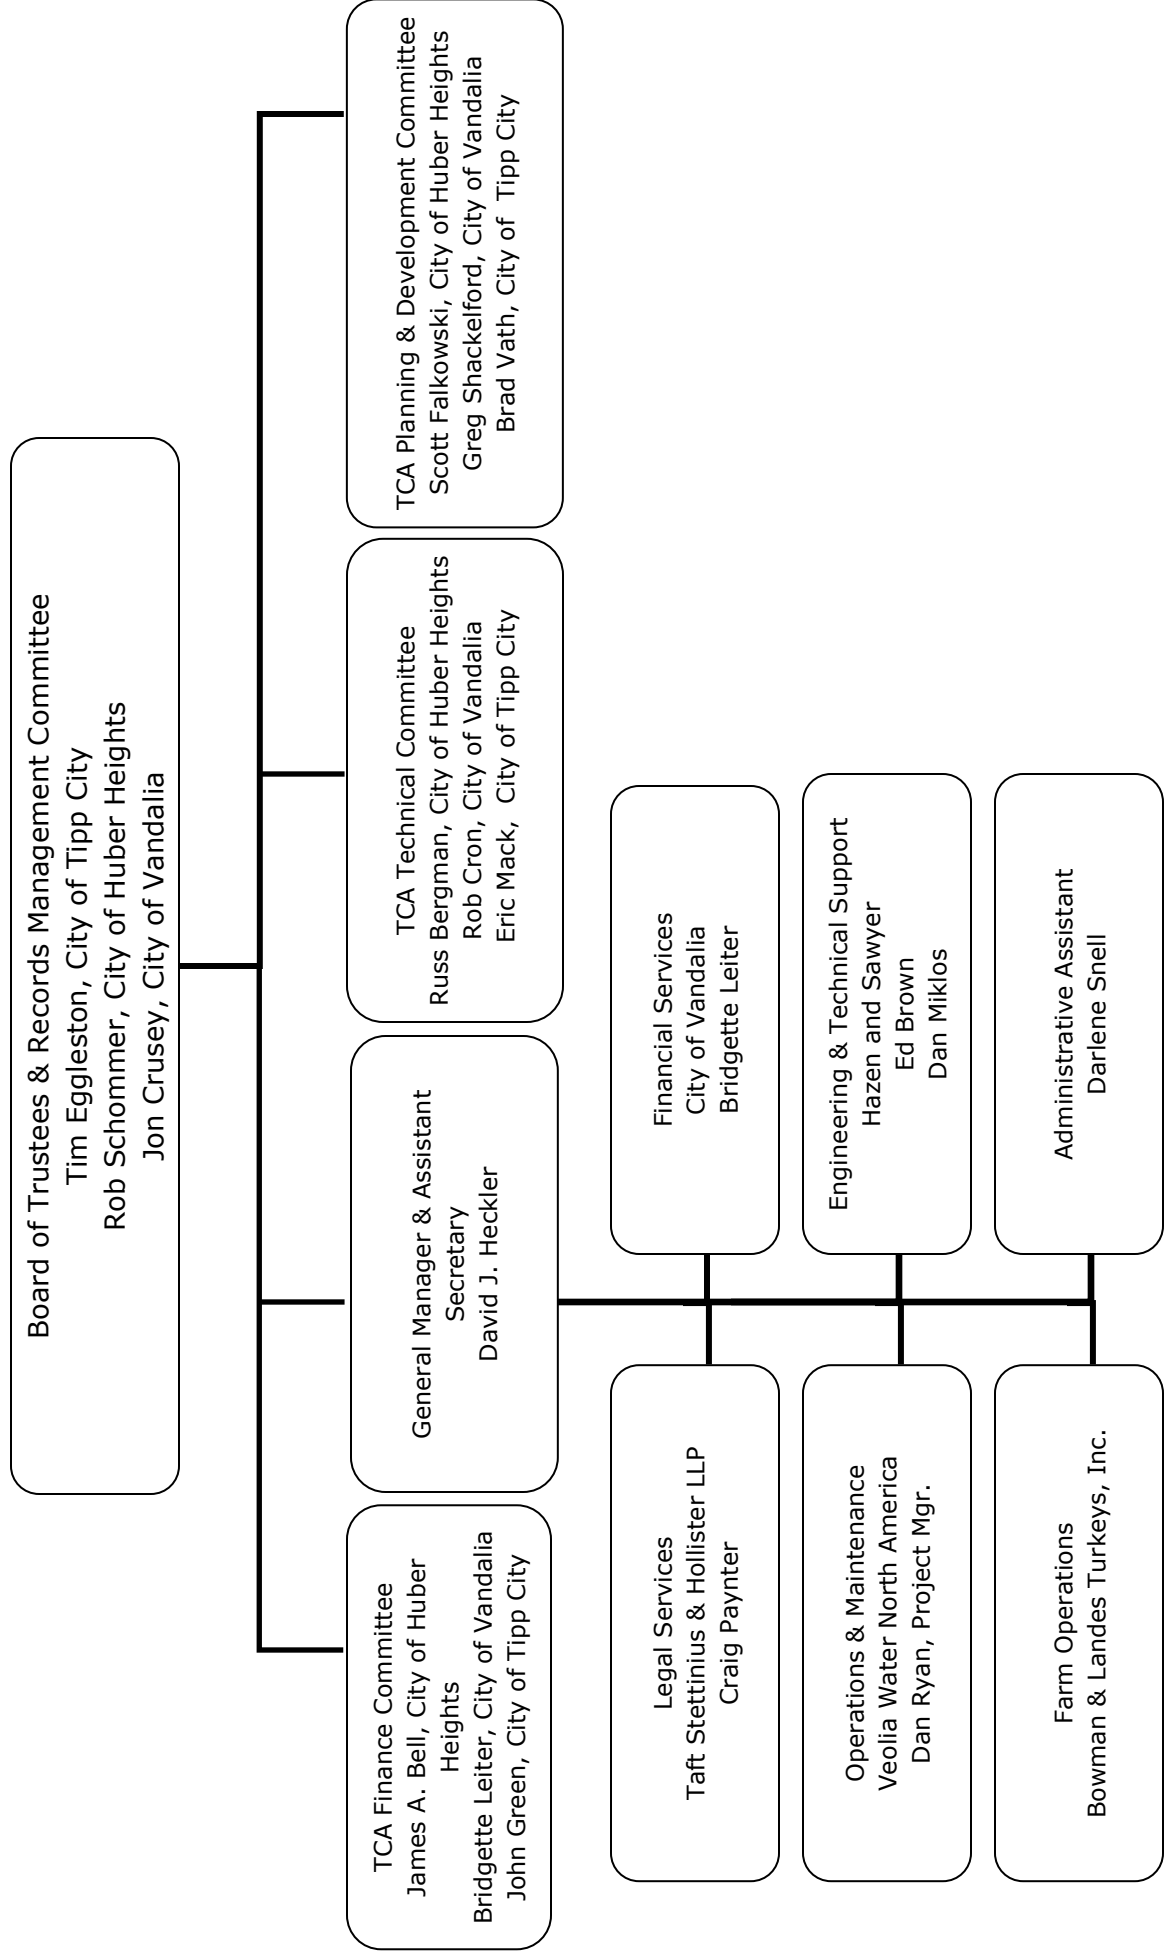 Board of Trustees & Records Management Committee
Tim Eggleston, City of Tipp City
Rob Schommer, City of Huber Heights
Jon Crusey, City of Vandalia
TCA Finance Committee
James A. Bell, City of Huber
Heights
Bridgette Leiter, City of Vandalia
John Green, City of Tipp City
General Manager & Assistant
Secretary
David J. Heckler
TCA Technical Committee
Russ Bergman, City of Huber Heights
Rob Cron, City of Vandalia
Eric Mack, City of Tipp City
TCA Planning & Development Committee
Scott Falkowski, City of Huber Heights
Greg Shackelford, City of Vandalia
Brad Vath, City of Tipp City
Legal Services
Taft Stettinius & Hollister LLP
Craig Paynter
Financial Services
City of Vandalia
Bridgette Leiter
Operations & Maintenance
Veolia Water North America
Dan Ryan, Project Mgr.
Engineering & Technical Support
Hazen and Sawyer
Ed Brown
Dan Miklos
Farm Operations
Bowman & Landes Turkeys, Inc.
Administrative Assistant
Darlene Snell